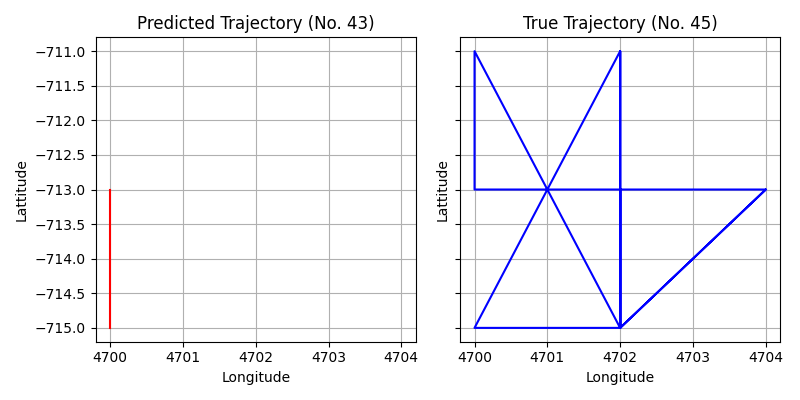 Predicted Trajectory (No. 43)
−711.0
−711.5
−712.0
−712.5
−713.0
−713.5
−714.0
−714.5
−715.0
Lattitude
4700 4701 4702 4703 4704
Longitude
True Trajectory (No. 45)
Lattitude
4700 4701 4702 4703 4704
Longitude